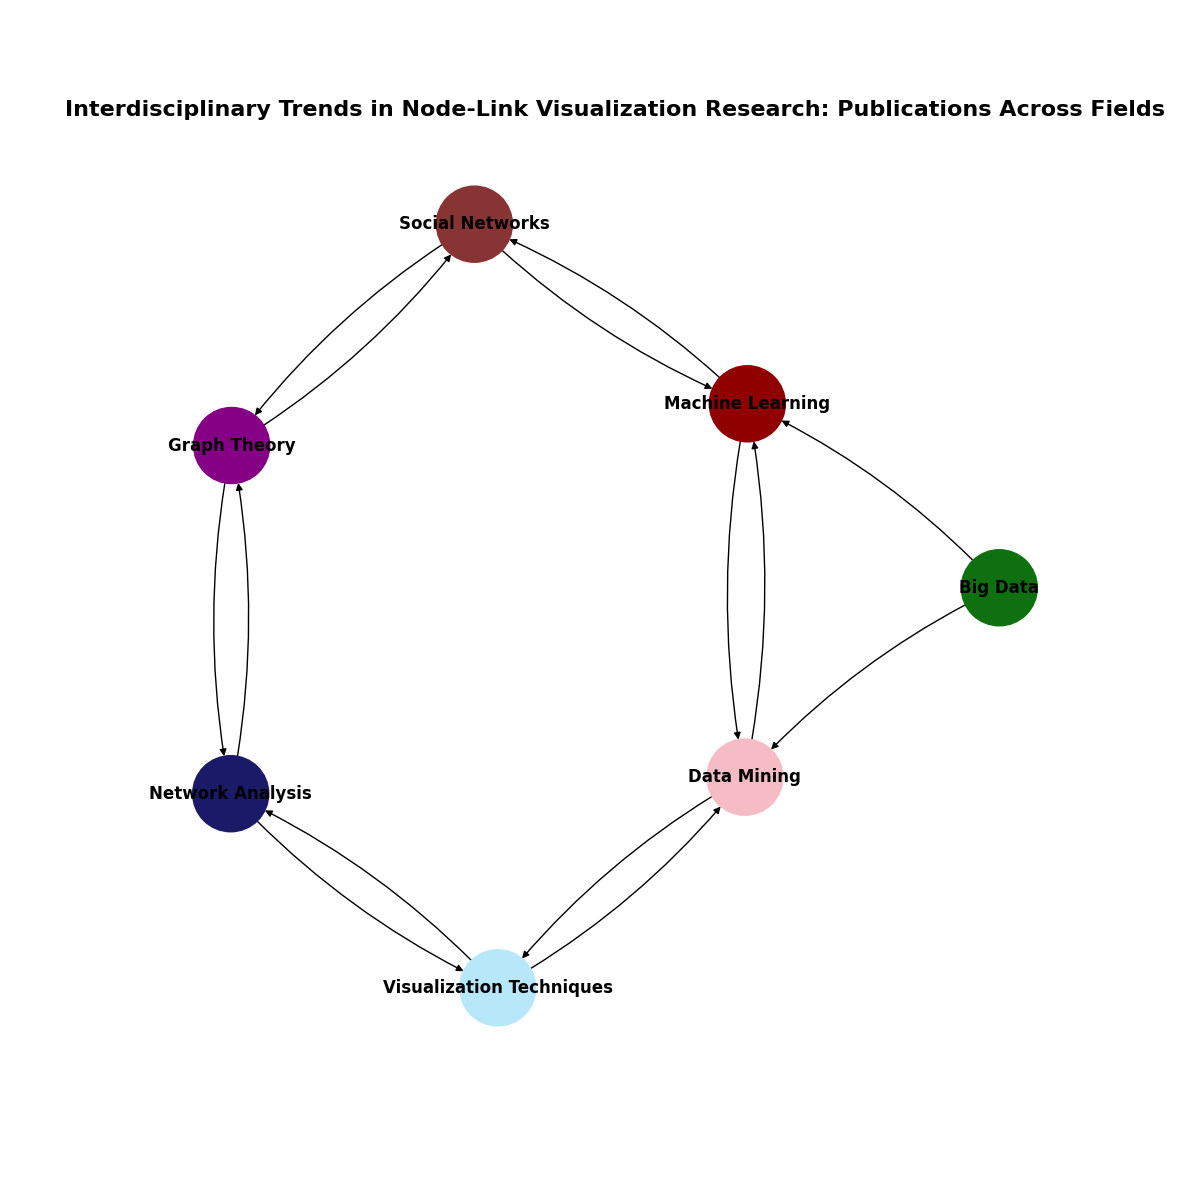 Interdisciplinary Trends in Node-Link Visualization Research: Publications Across Fields
Social Networks
Machine Learning
Graph Theory
Big Data
Data Mining
Network Analysis
Visualization Techniques